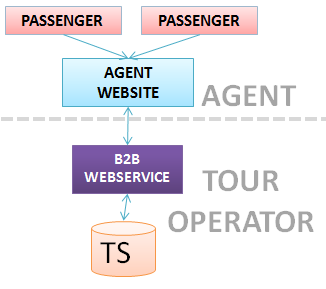 PASSENGER PASSENGER
AGENT
WEBSITE
AGENT
B2B
WEBSERVICE
TOUR
OPERATOR
TS